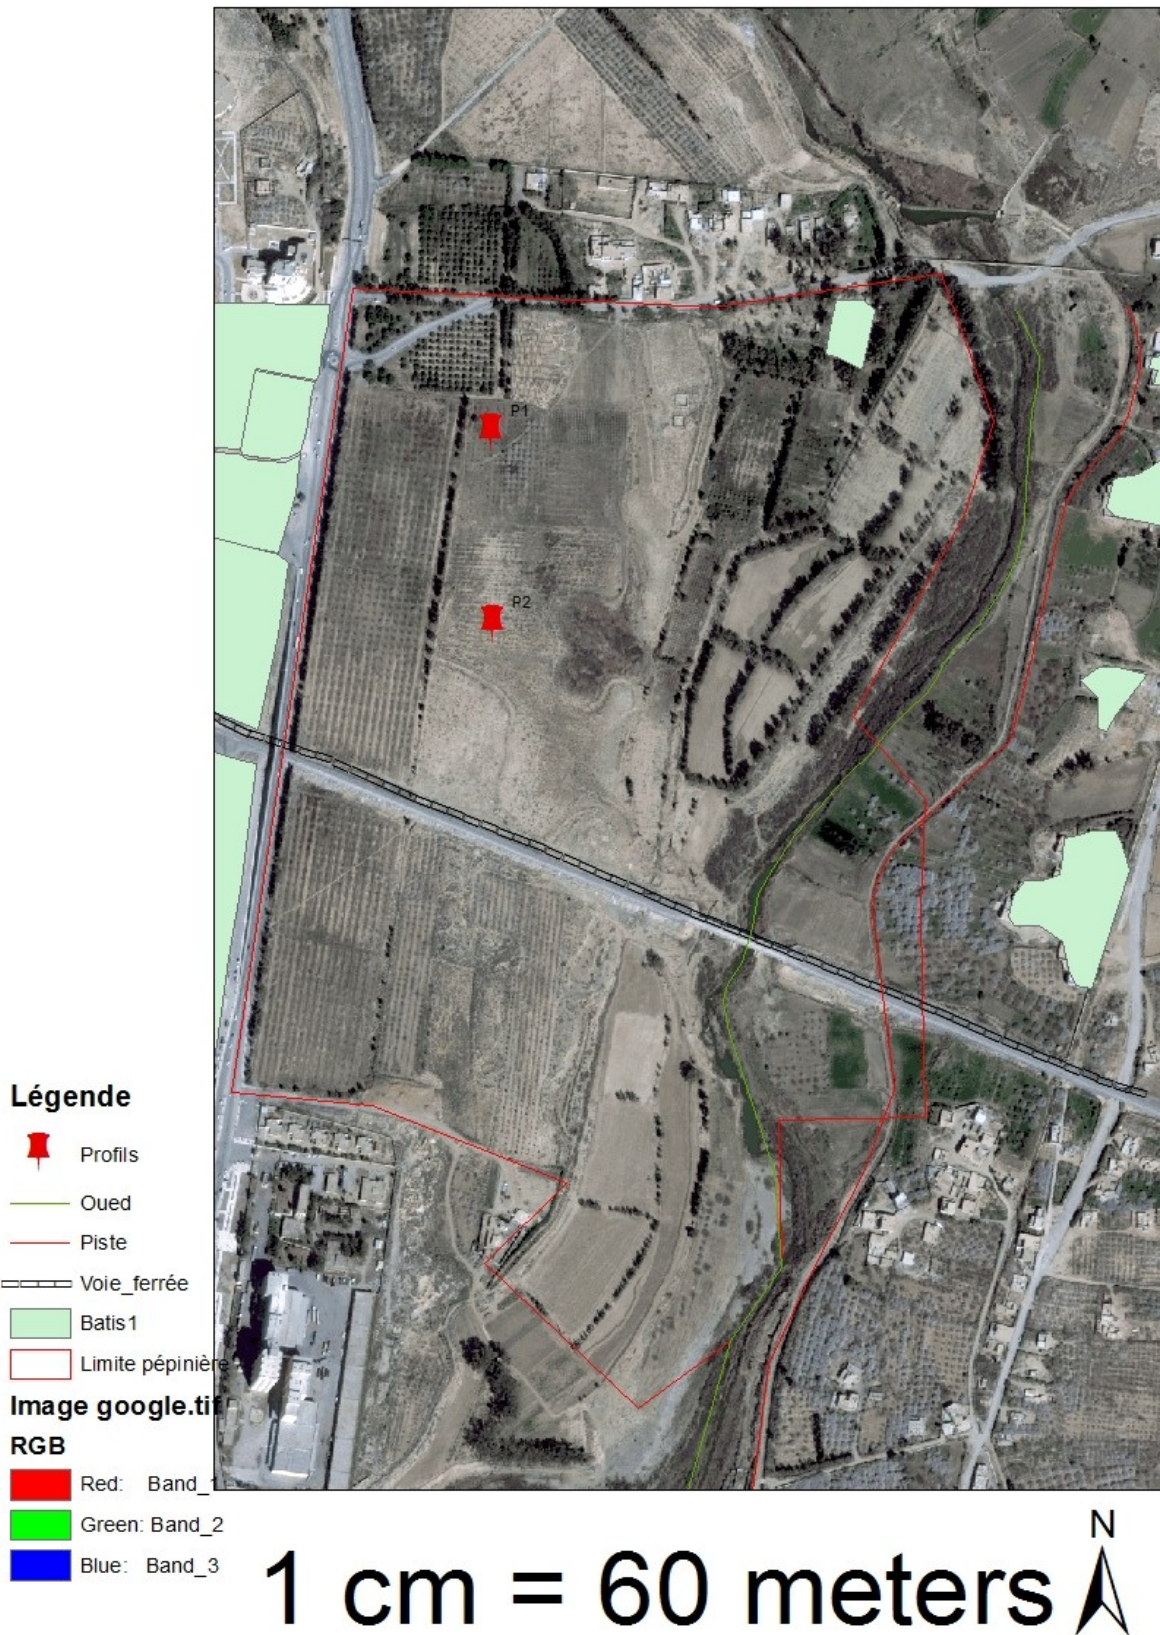 P1
P2
Légende
Profils
Oued
Piste
Voie_ferrée
Batis1
Limite pépinière
Image google.tif
RGB
Red: Band_1
Green: Band_2
Blue: Band_3
1 cm = 60 meters
N